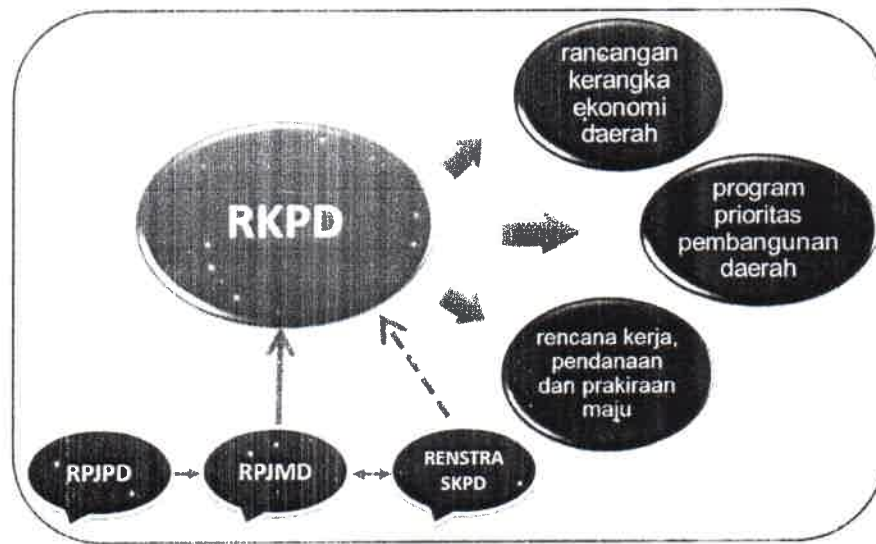 rancangan
kerangka
ekonomi
daerah
RKPD
program
prioritas
pembangunan
daerah
rencana kerja,
pendanaan
dan prakiraan
maju
RPJPD
RPJMD
RENSTRA
SKPD